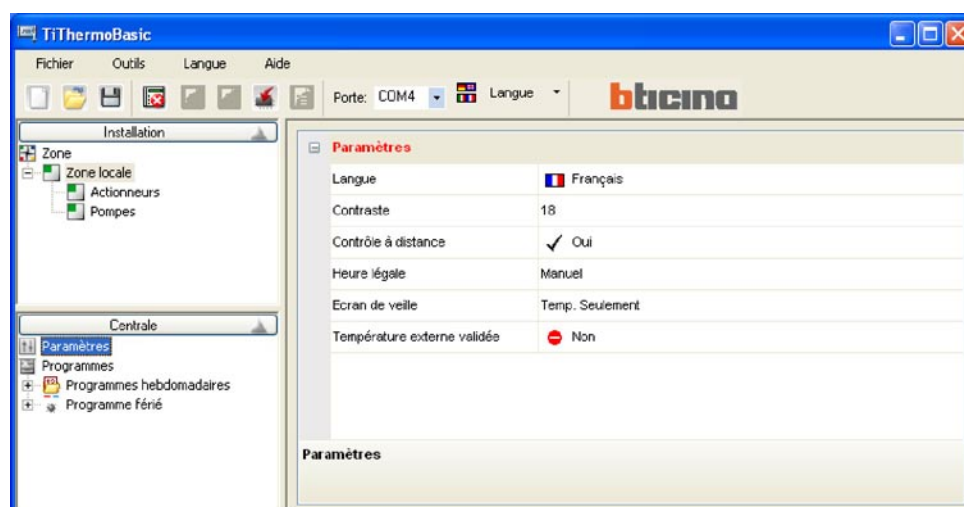 TiThermoBasic
Fichier Outils Langue Aide
Porte: COM4 Langue bticino
Installation
Zone
Zone locale
Actionneurs
Pompes
Centrale
Paramètres
Programmes
Programmes hebdomadaires
Programme férié
Paramètres
Langue Français
Contraste 18
Contrôle à distance Oui
Heure légale Manuel
Ecran de veille Temp. Seulement
Température externe validée Non
Paramètres